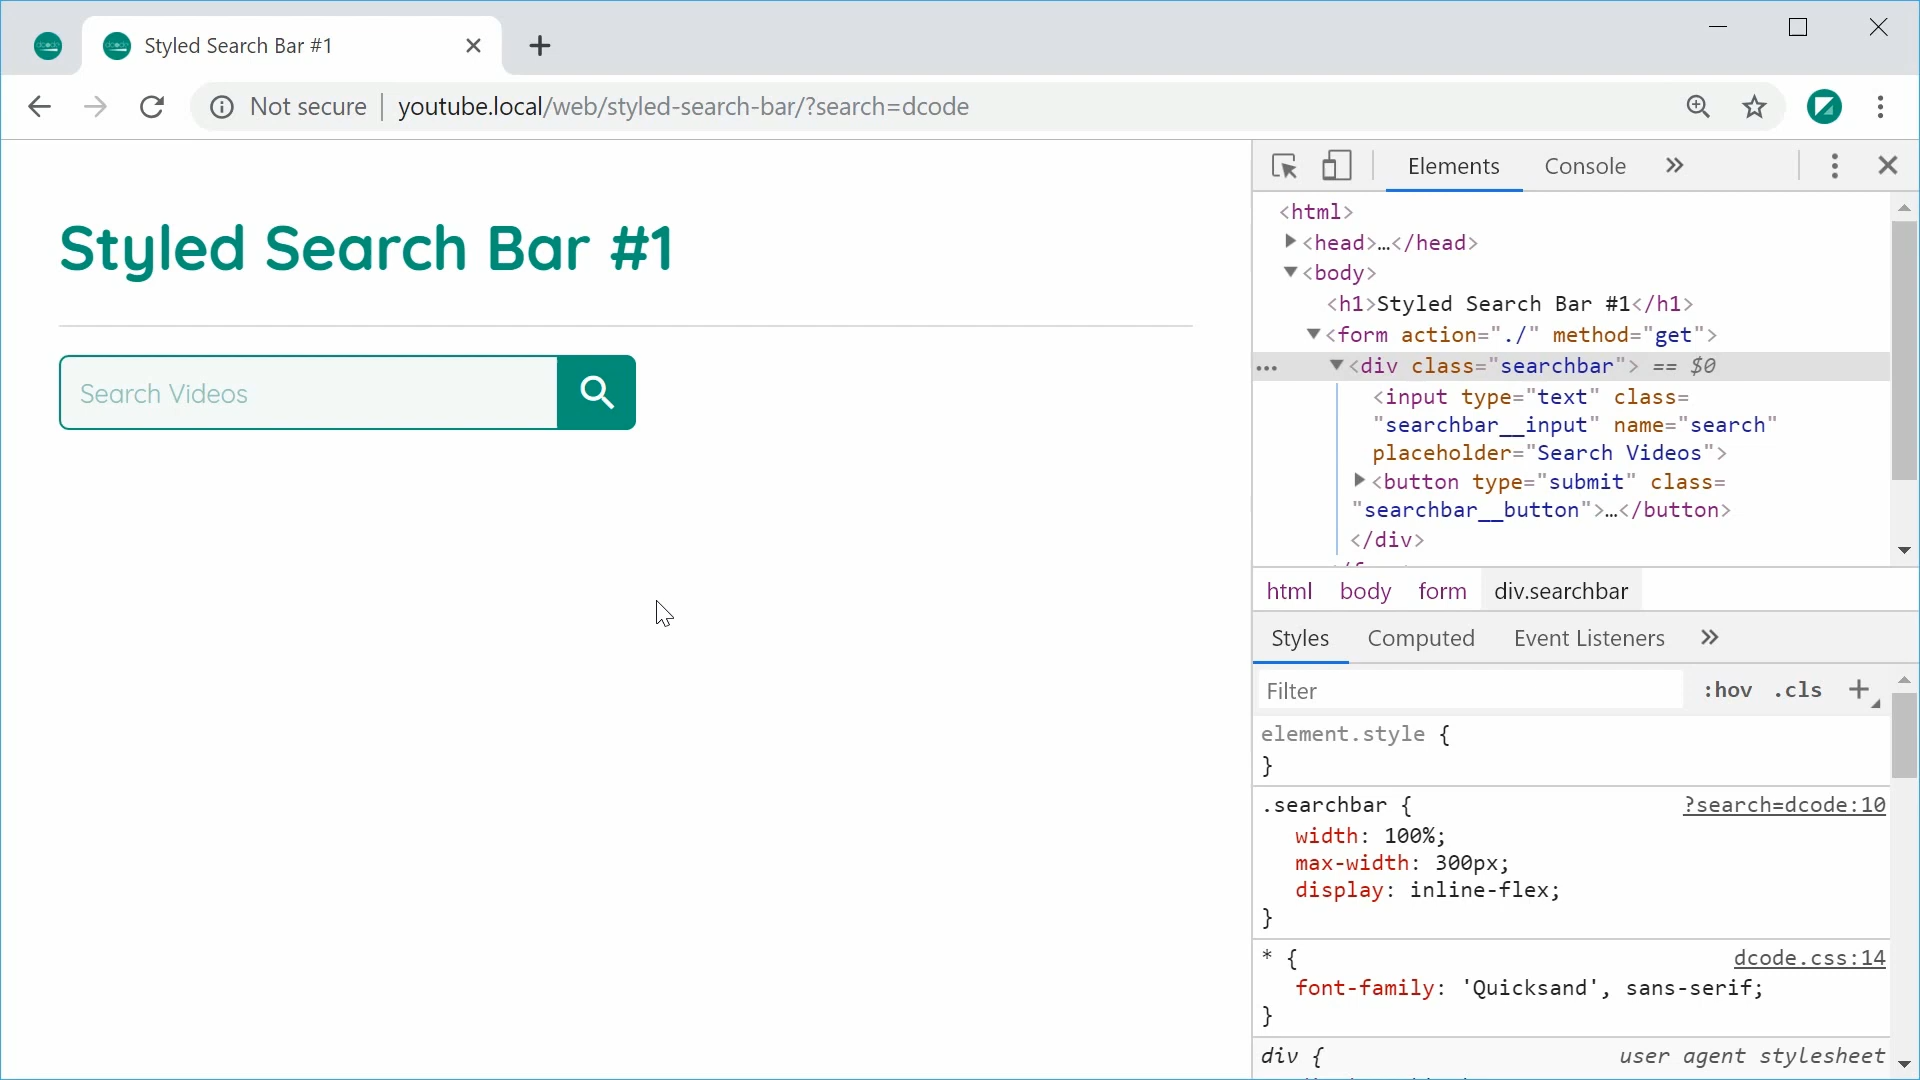 Styled Search Bar #1
Not secure | youtube.local/web/styled-search-bar/?search=dcode
Styled Search Bar #1
Search Videos
Elements Console »
<html>
<head>…</head>
<body>
<h1>Styled Search Bar #1</h1>
<form action="./" method="get">
… <div class="searchbar"> == $0
<input type="text" class=
"searchbar__input" name="search"
placeholder="Search Videos">
<button type="submit" class=
"searchbar__button">…</button>
</div>
html body form div.searchbar
Styles Computed Event Listeners »
Filter :hov .cls +
element.style {
}
.searchbar { ?search=dcode:10
width: 100%;
max-width: 300px;
display: inline-flex;
}
* { dcode.css:14
font-family: 'Quicksand', sans-serif;
}
div { user agent stylesheet